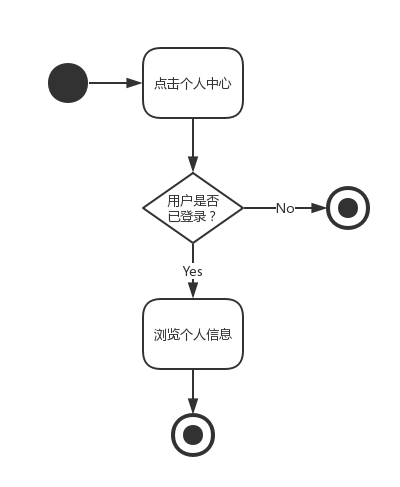 点击个人中心
用户是否
已登录？
No
Yes
浏览个人信息